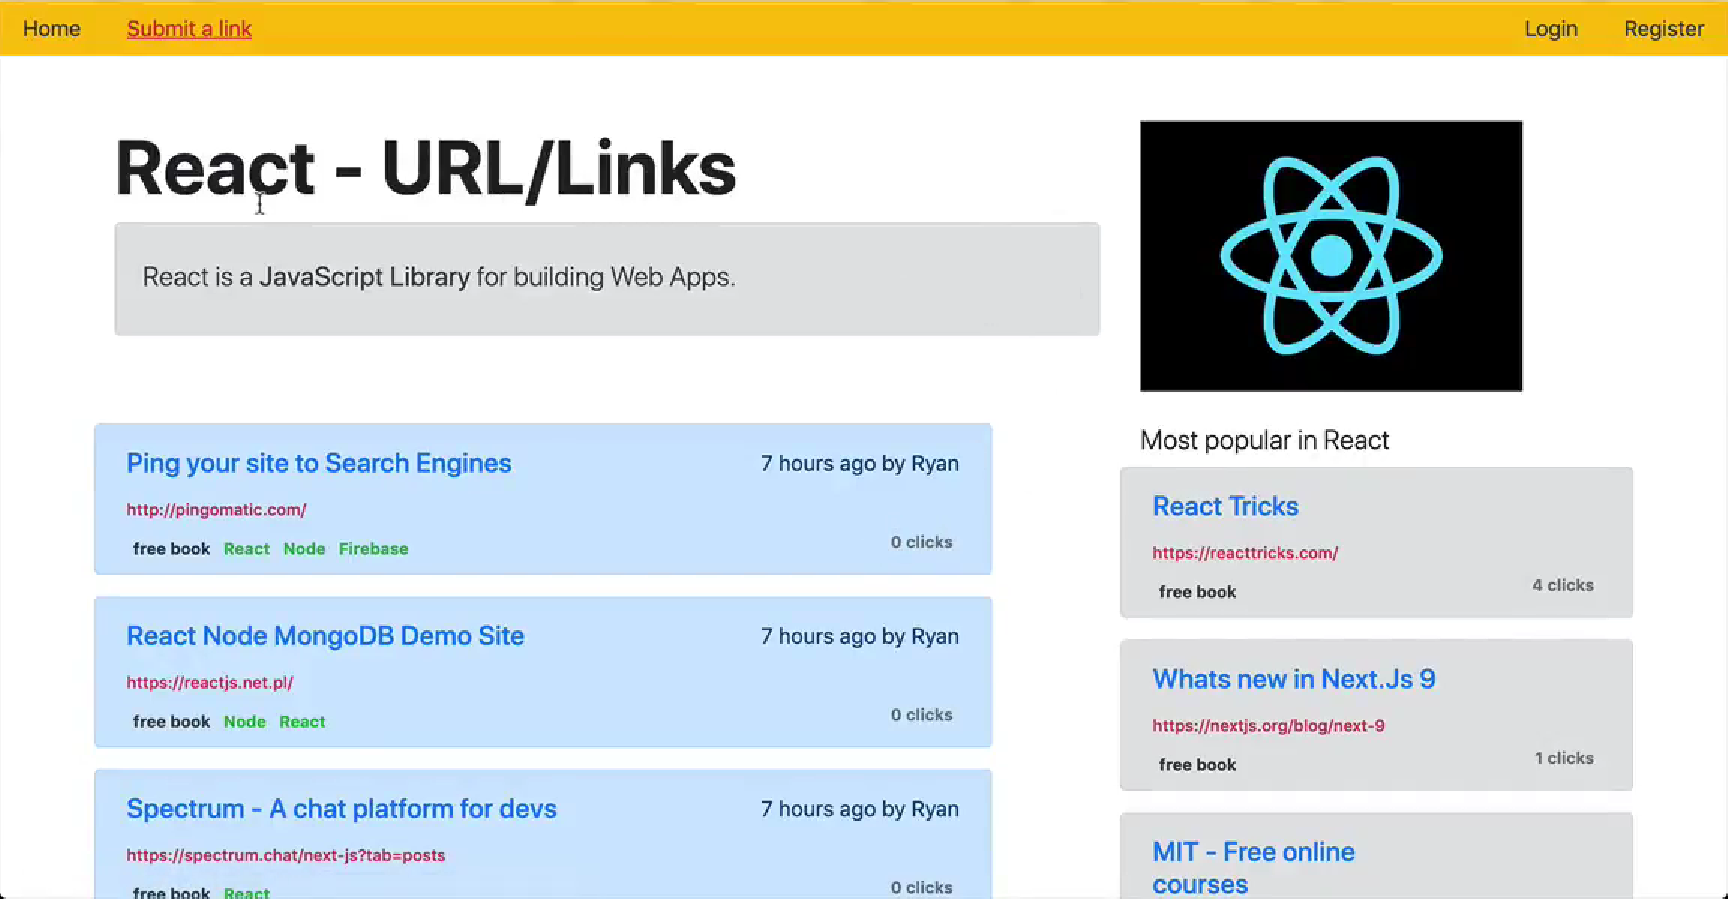 Home Submit a link Login Register
React - URL/Links
React is a JavaScript Library for building Web Apps.
Ping your site to Search Engines 7 hours ago by Ryan
http://pingomatic.com/
free book React Node Firebase 0 clicks
React Node MongoDB Demo Site 7 hours ago by Ryan
https://reactjs.net.pl/
free book Node React 0 clicks
Spectrum - A chat platform for devs 7 hours ago by Ryan
https://spectrum.chat/next-js?tab=posts
free book React 0 clicks
Most popular in React
React Tricks
https://reacttricks.com/
free book 4 clicks
Whats new in Next.Js 9
https://nextjs.org/blog/next-9
free book 1 clicks
MIT - Free online
courses